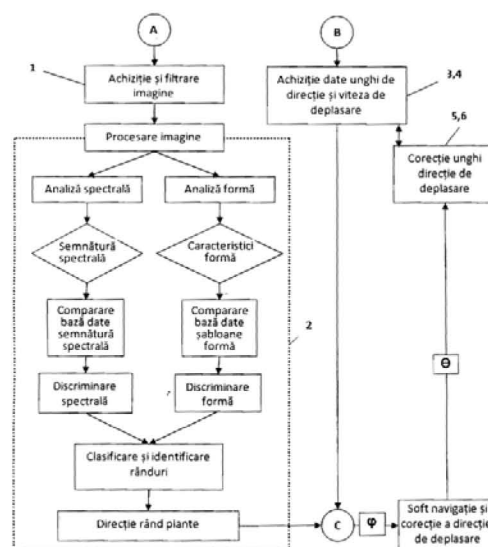 A
B
1
Achiziție și filtrare
imagine
Achiziție date unghi de
direcție și viteza de
deplasare
3,4
5,6
Procesare imagine
Corecție unghi
direcție de
deplasare
Analiză spectrală
Analiză formă
Semnătură
spectrală
Caracteristici
formă
Comparare
bază date
semnătură
spectrală
Comparare
bază date
șabloane
formă
2
Discriminare
spectrală
Discriminare
formă
Θ
Clasificare și identificare
rânduri
Direcție rând plante
C
φ
Soft navigație și
corecție a direcției
de deplasare